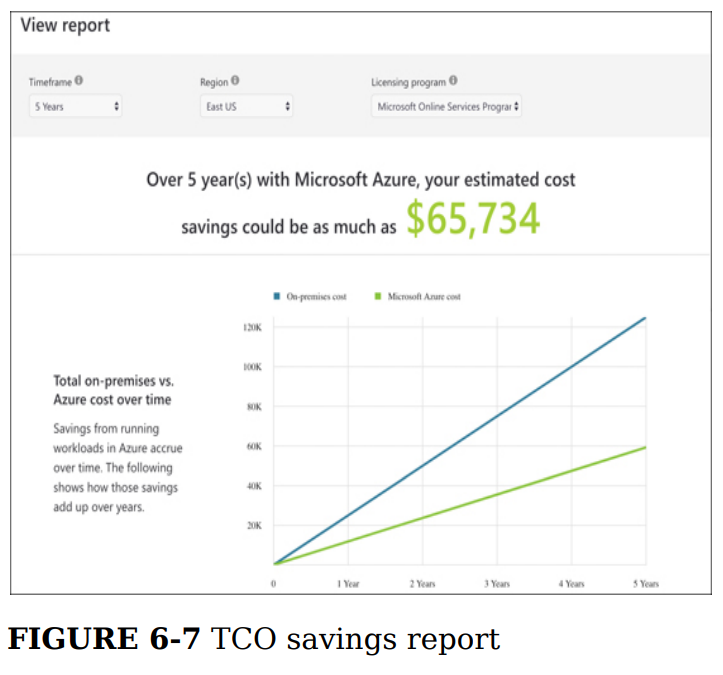 View report
Timeframe
Region
Licensing program
5 Years
East US
Microsoft Online Services Progran
Over 5 year(s) with Microsoft Azure, your estimated cost
savings could be as much as $65,734
On-premises cost
Microsoft Azure cost
Total on-premises vs.
Azure cost over time
Savings from running
workloads in Azure accrue
over time. The following
shows how those savings
add up over years.
120K
100K
80K
60K
40K
20K
0
1 Year
2 Years
3 Years
4 Years
5 Years
FIGURE 6-7 TCO savings report